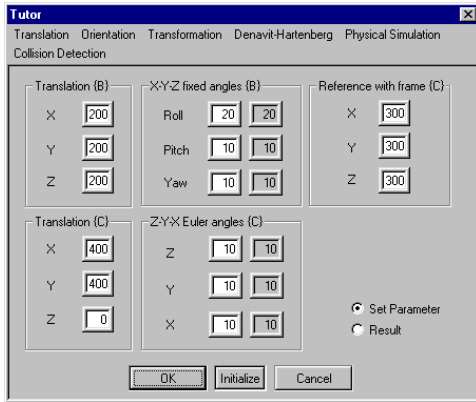 Tutor
Translation Orientation Transformation Denavit-Hartenberg Physical Simulation
Collision Detection
Translation {B} X-Y-Z fixed angles {B} Reference with frame {C}
X 200 Roll 20 20 X 300
Y 200 Pitch 10 10 Y 300
Z 200 Yaw 10 10 Z 300
Translation {C} Z-Y-X Euler angles {C}
X 400 Z 10 10
Y 400 Y 10 10
Z 0 X 10 10
Set Parameter
Result
OK Initialize Cancel